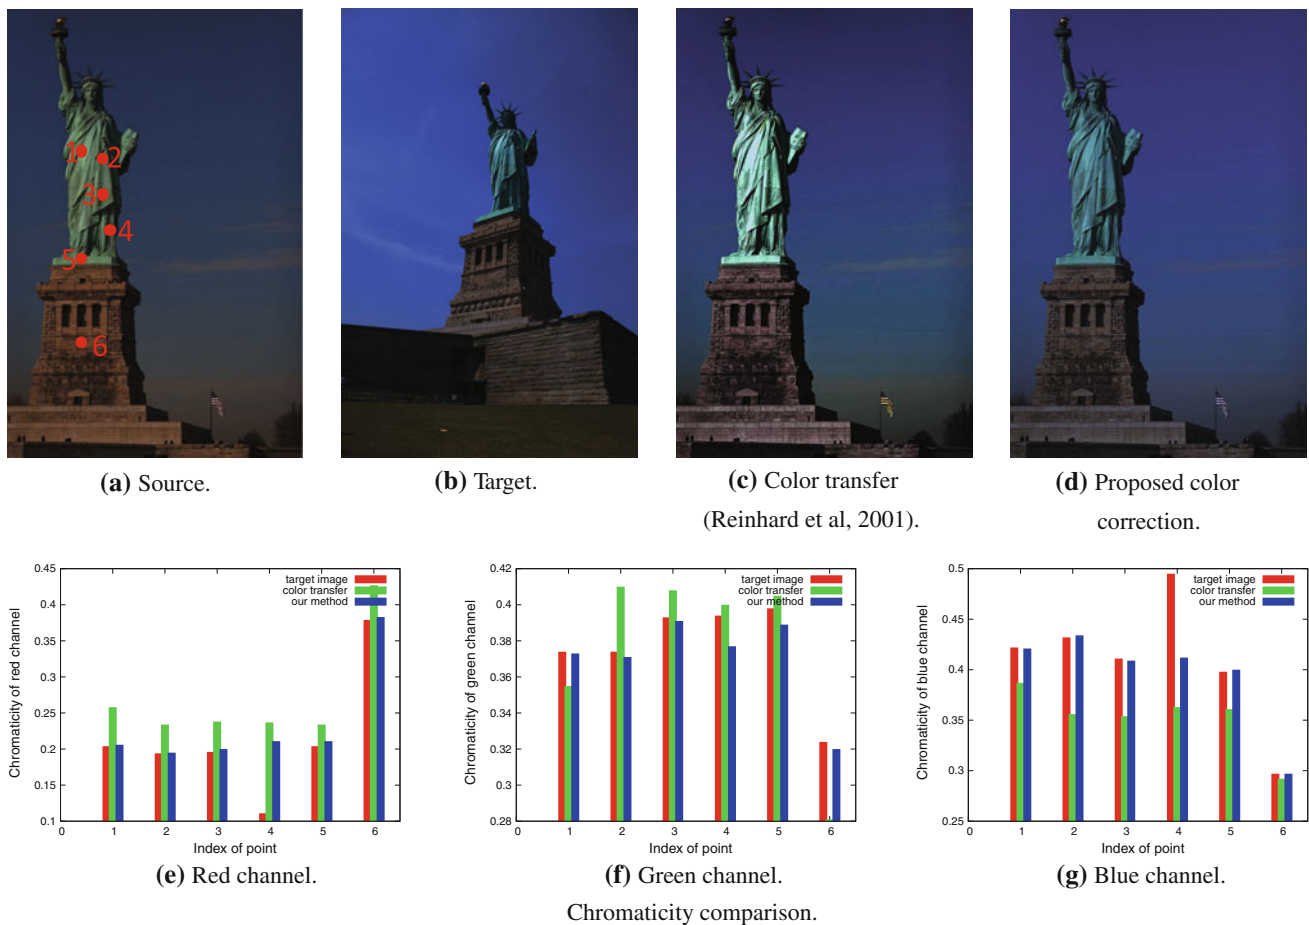 1
2
3
4
5
6
(a) Source.
(b) Target.
(c) Color transfer
(Reinhard et al, 2001).
(d) Proposed color
correction.
0.45
0.4
0.35
0.3
0.25
0.2
0.15
0.1
Chromaticity of red channel
target image
color transfer
our method
0 1 2 3 4 5 6
Index of point
(e) Red channel.
0.42
0.4
0.38
0.36
0.34
0.32
0.3
0.28
Chromaticity of green channel
target image
color transfer
our method
0 1 2 3 4 5 6
Index of point
(f) Green channel.
0.5
0.45
0.4
0.35
0.3
0.25
Chromaticity of blue channel
target image
color transfer
our method
0 1 2 3 4 5 6
Index of point
(g) Blue channel.
Chromaticity comparison.